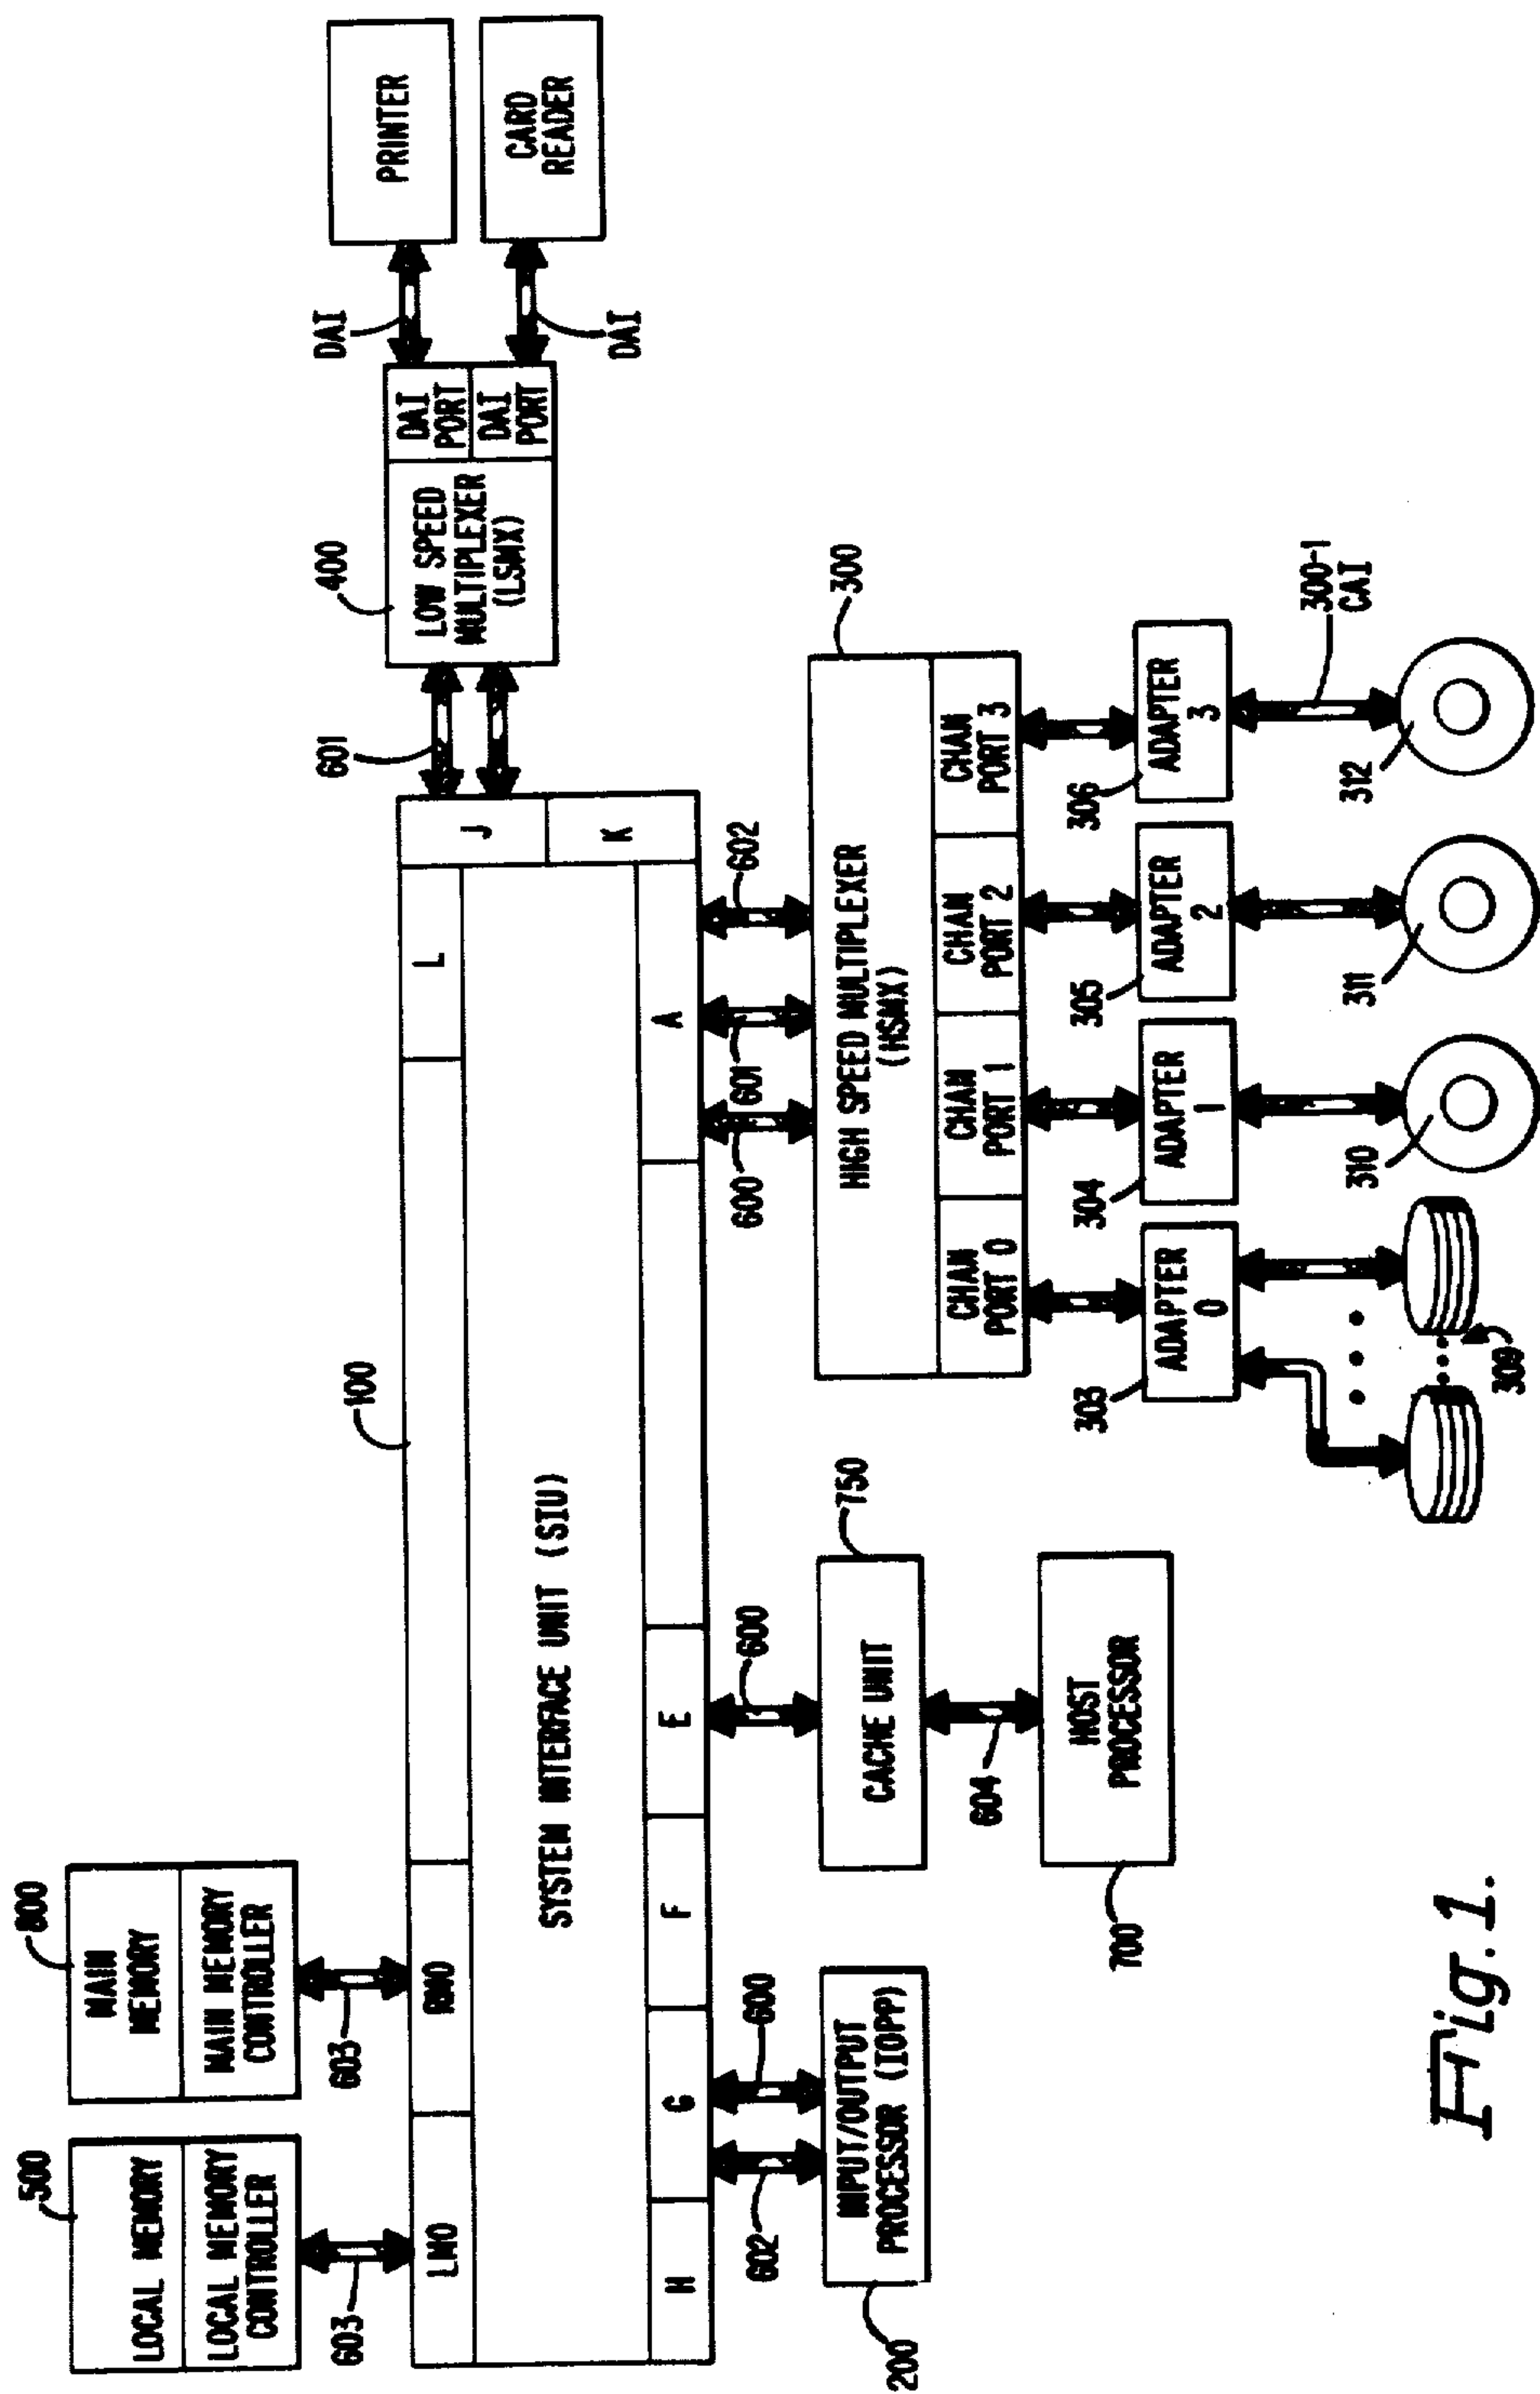 500
LOCAL MEMORY
LOCAL MEMORY
CONTROLLER
603
800
MAIN
MEMORY
MAIN MEMORY
CONTROLLER
603
LMO
RMO
100
L
SYSTEM INTERFACE UNIT (SIU)
J
K
H
G
F
E
A
601
400
LOW SPEED
MULTIPLEXER
(LSMX)
DAI
PORT
DAI
PORT
DAI
DAI
PRINTER
CARD
READER
602
600
200
INPUT/OUTPUT
PROCESSOR (IOPP)
600
750
CACHE UNIT
604
700
HOST
PROCESSOR
600
601
602
300
HIGH SPEED MULTIPLEXER
(HSMX)
CHAN
PORT 0
CHAN
PORT 1
CHAN
PORT 2
CHAN
PORT 3
303
ADAPTER
0
304
ADAPTER
1
305
ADAPTER
2
306
ADAPTER
3
300-1
CAI
309
310
311
312
Fig. 1.